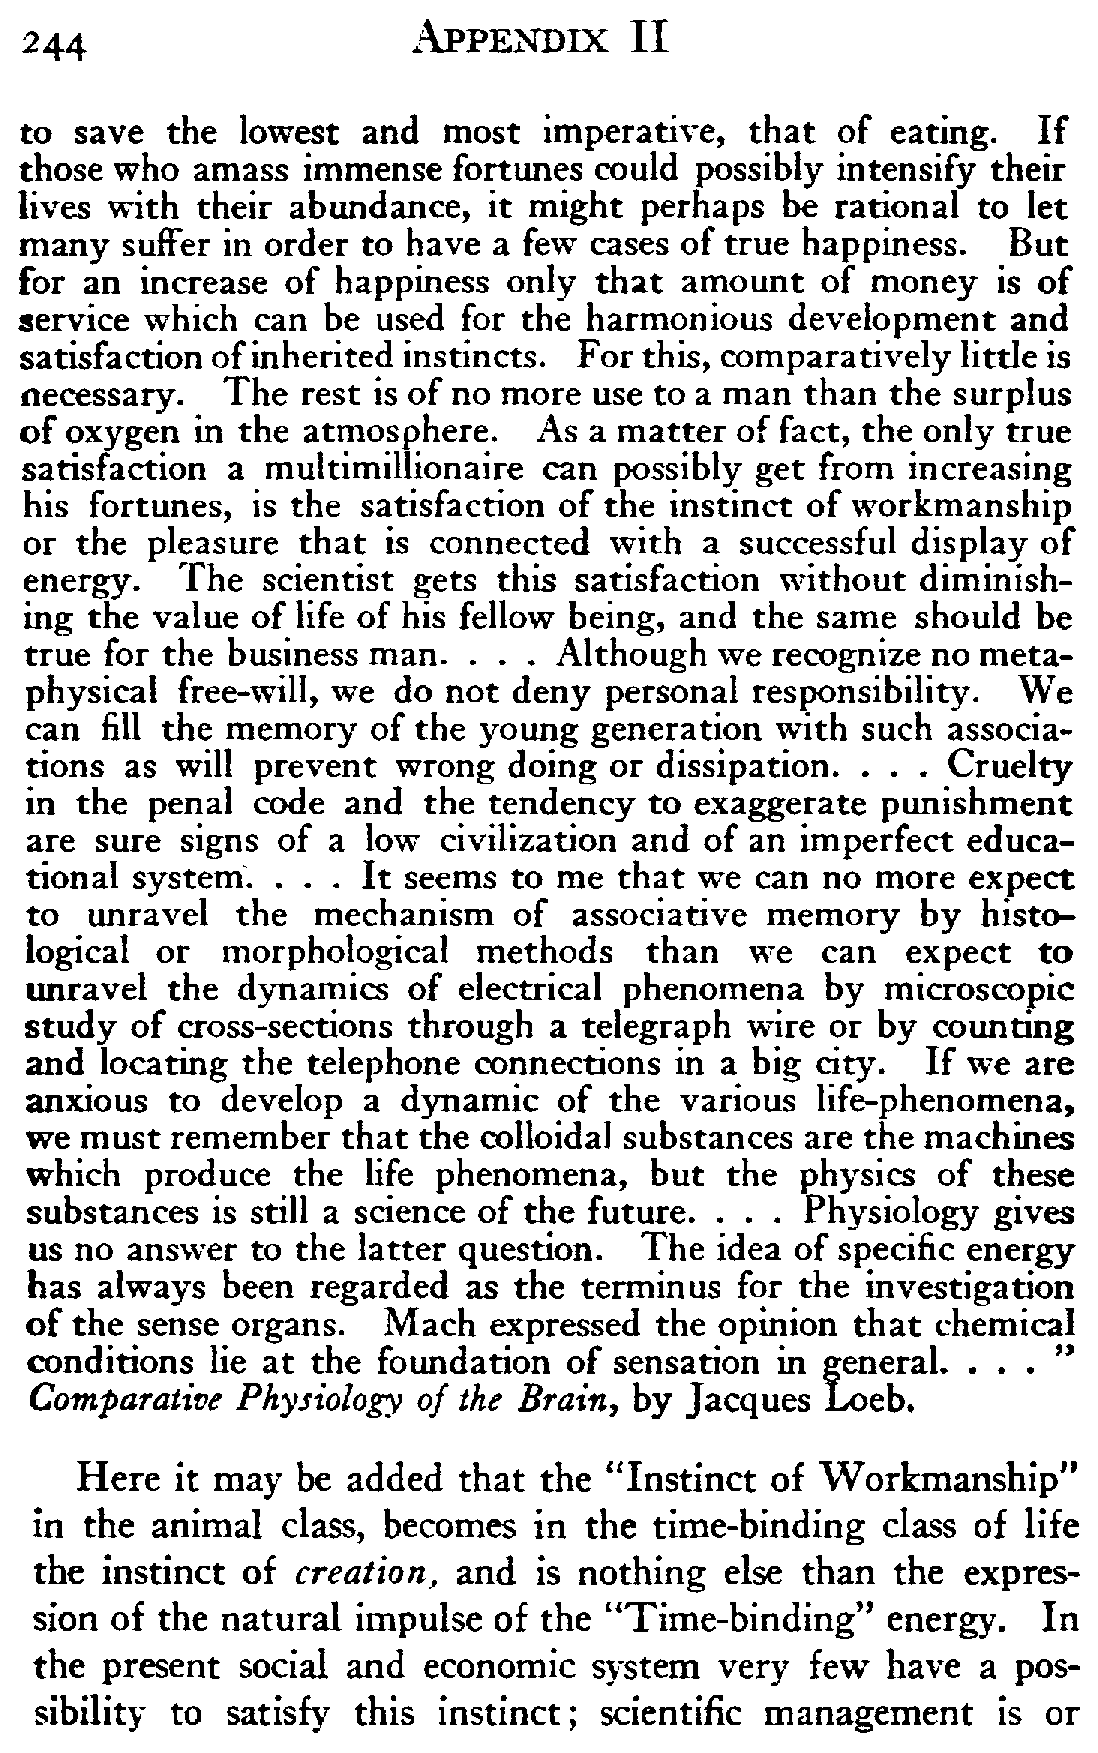 244 APPENDIX II
to save the lowest and most imperative, that of eating. If
those who amass immense fortunes could possibly intensify their
lives with their abundance, it might perhaps be rational to let
many suffer in order to have a few cases of true happiness. But
for an increase of happiness only that amount of money is of
service which can be used for the harmonious development and
satisfaction of inherited instincts. For this, comparatively little is
necessary. The rest is of no more use to a man than the surplus
of oxygen in the atmosphere. As a matter of fact, the only true
satisfaction a multimillionaire can possibly get from increasing
his fortunes, is the satisfaction of the instinct of workmanship
or the pleasure that is connected with a successful display of
energy. The scientist gets this satisfaction without diminish-
ing the value of life of his fellow being, and the same should be
true for the business man. . . . Although we recognize no meta-
physical free-will, we do not deny personal responsibility. We
can fill the memory of the young generation with such associa-
tions as will prevent wrong doing or dissipation. . . . Cruelty
in the penal code and the tendency to exaggerate punishment
are sure signs of a low civilization and of an imperfect educa-
tional system. . . . It seems to me that we can no more expect
to unravel the mechanism of associative memory by histo-
logical or morphological methods than we can expect to
unravel the dynamics of electrical phenomena by microscopic
study of cross-sections through a telegraph wire or by counting
and locating the telephone connections in a big city. If we are
anxious to develop a dynamic of the various life-phenomena,
we must remember that the colloidal substances are the machines
which produce the life phenomena, but the physics of these
substances is still a science of the future. . . . Physiology gives
us no answer to the latter question. The idea of specific energy
has always been regarded as the terminus for the investigation
of the sense organs. Mach expressed the opinion that chemical
conditions lie at the foundation of sensation in general. . . . "
Comparative Physiology of the Brain, by Jacques Loeb.
Here it may be added that the "Instinct of Workmanship"
in the animal class, becomes in the time-binding class of life
the instinct of creation, and is nothing else than the expres-
sion of the natural impulse of the "Time-binding" energy. In
the present social and economic system very few have a pos-
sibility to satisfy this instinct; scientific management is or